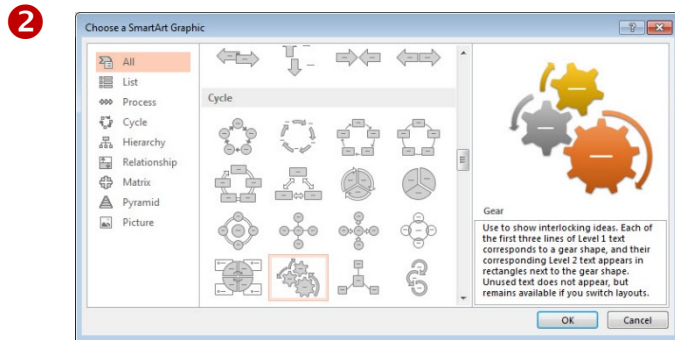 2
Choose a SmartArt Graphic
All
List
Process
Cycle
Hierarchy
Relationship
Matrix
Pyramid
Picture
Cycle
Gear
Use to show interlocking ideas. Each of
the first three lines of Level 1 text
corresponds to a gear shape, and their
corresponding Level 2 text appears in
rectangles next to the gear shape.
Unused text does not appear, but
remains available if you switch layouts.
OK
Cancel